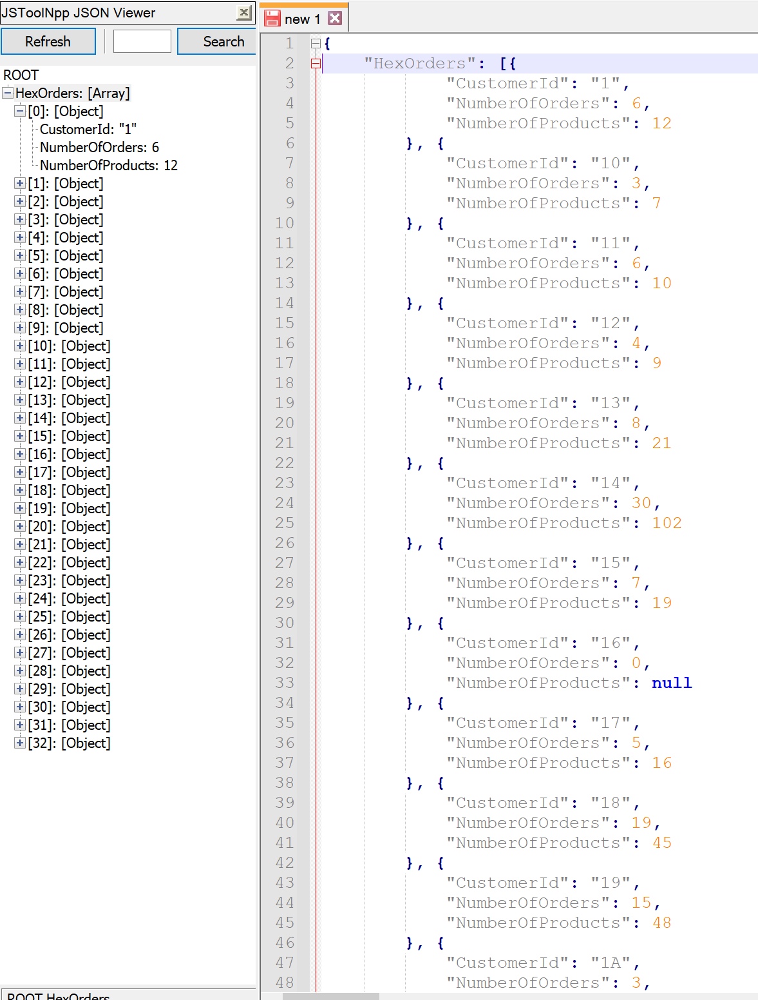 JSToolNpp JSON Viewer
Refresh
Search
ROOT
HexOrders: [Array]
[0]: [Object]
CustomerId: "1"
NumberOfOrders: 6
NumberOfProducts: 12
[1]: [Object]
[2]: [Object]
[3]: [Object]
[4]: [Object]
[5]: [Object]
[6]: [Object]
[7]: [Object]
[8]: [Object]
[9]: [Object]
[10]: [Object]
[11]: [Object]
[12]: [Object]
[13]: [Object]
[14]: [Object]
[15]: [Object]
[16]: [Object]
[17]: [Object]
[18]: [Object]
[19]: [Object]
[20]: [Object]
[21]: [Object]
[22]: [Object]
[23]: [Object]
[24]: [Object]
[25]: [Object]
[26]: [Object]
[27]: [Object]
[28]: [Object]
[29]: [Object]
[30]: [Object]
[31]: [Object]
[32]: [Object]
ROOT HexOrders
new 1
1 {
2 "HexOrders": [{
3 "CustomerId": "1",
4 "NumberOfOrders": 6,
5 "NumberOfProducts": 12
6 }, {
7 "CustomerId": "10",
8 "NumberOfOrders": 3,
9 "NumberOfProducts": 7
10 }, {
11 "CustomerId": "11",
12 "NumberOfOrders": 6,
13 "NumberOfProducts": 10
14 }, {
15 "CustomerId": "12",
16 "NumberOfOrders": 4,
17 "NumberOfProducts": 9
18 }, {
19 "CustomerId": "13",
20 "NumberOfOrders": 8,
21 "NumberOfProducts": 21
22 }, {
23 "CustomerId": "14",
24 "NumberOfOrders": 30,
25 "NumberOfProducts": 102
26 }, {
27 "CustomerId": "15",
28 "NumberOfOrders": 7,
29 "NumberOfProducts": 19
30 }, {
31 "CustomerId": "16",
32 "NumberOfOrders": 0,
33 "NumberOfProducts": null
34 }, {
35 "CustomerId": "17",
36 "NumberOfOrders": 5,
37 "NumberOfProducts": 16
38 }, {
39 "CustomerId": "18",
40 "NumberOfOrders": 19,
41 "NumberOfProducts": 45
42 }, {
43 "CustomerId": "19",
44 "NumberOfOrders": 15,
45 "NumberOfProducts": 48
46 }, {
47 "CustomerId": "1A",
48 "NumberOfOrders": 3,